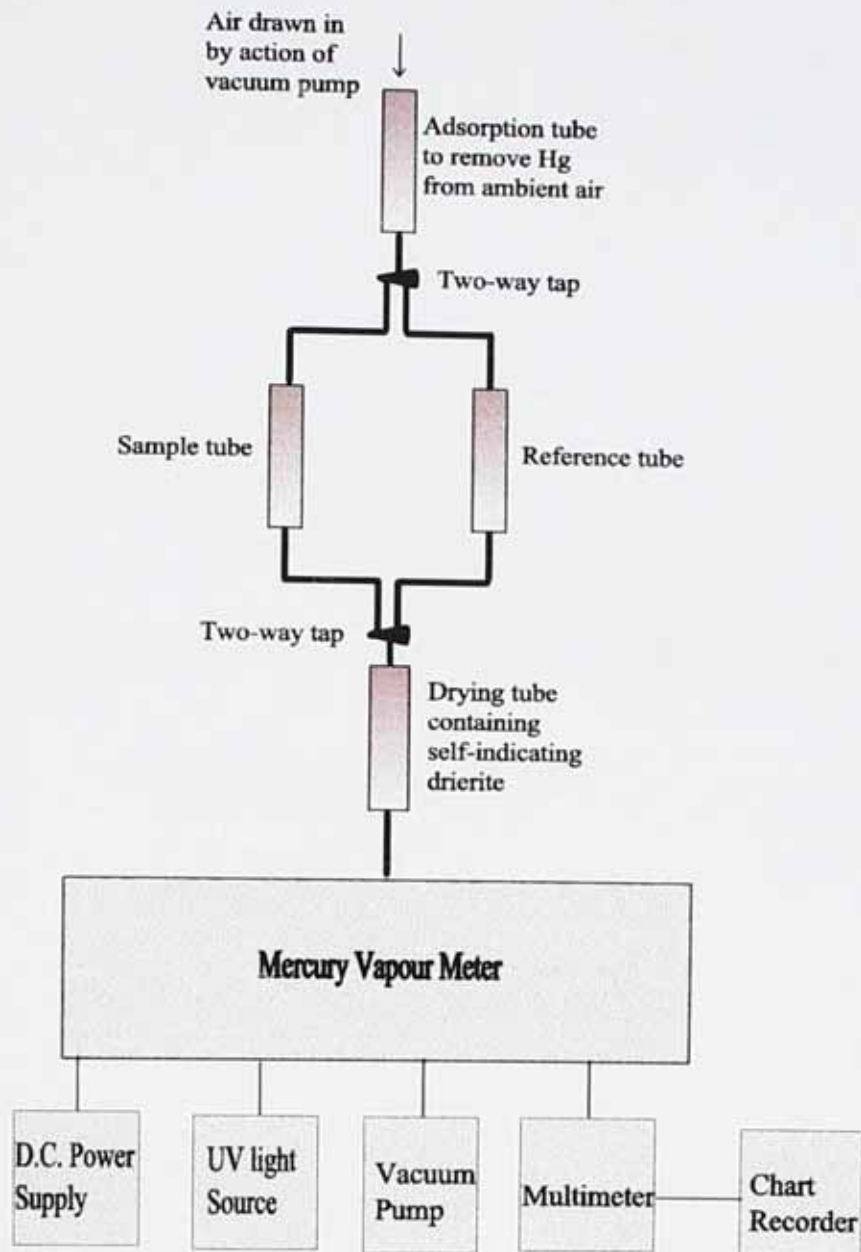 Air drawn in
by action of
vacuum pump
Adsorption tube
to remove Hg
from ambient air
Two-way tap
Sample tube
Reference tube
Two-way tap
Drying tube
containing
self-indicating
drierite
Mercury Vapour Meter
D.C. Power
Supply
UV light
Source
Vacuum
Pump
Multimeter
Chart
Recorder